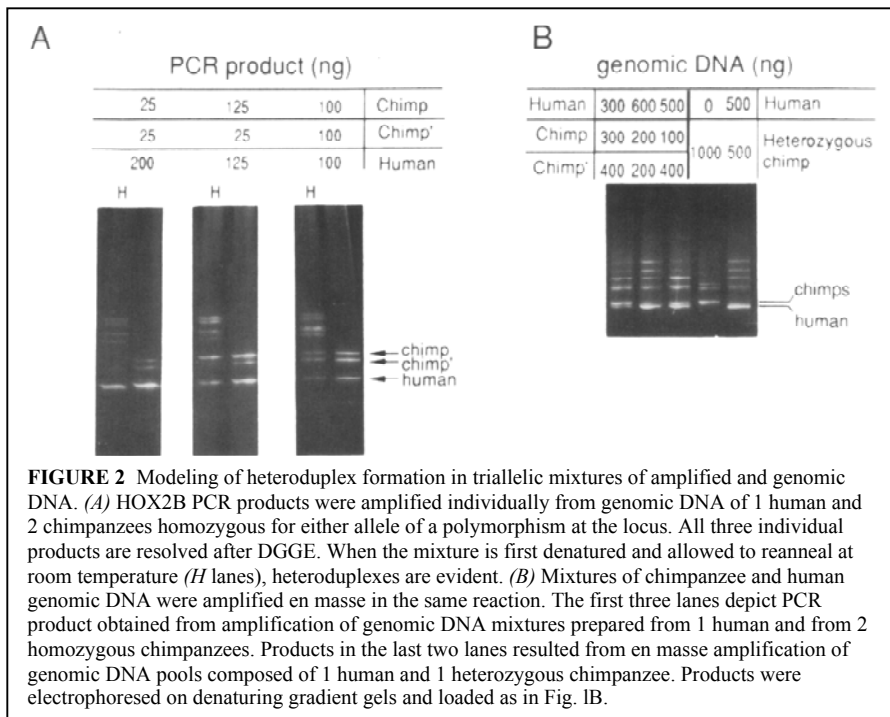 A
PCR product (ng)
25 125 100 Chimp
25 25 100 Chimp'
200 125 100 Human
H H H
chimp
chimp'
human
B
genomic DNA (ng)
Human 300 600 500 0 500 Human
Chimp 300 200 100 1000 500 Heterozygous
Chimp' 400 200 400 chimp
chimps
human
FIGURE 2 Modeling of heteroduplex formation in triallelic mixtures of amplified and genomic
DNA. (A) HOX2B PCR products were amplified individually from genomic DNA of 1 human and
2 chimpanzees homozygous for either allele of a polymorphism at the locus. All three individual
products are resolved after DGGE. When the mixture is first denatured and allowed to reanneal at
room temperature (H lanes), heteroduplexes are evident. (B) Mixtures of chimpanzee and human
genomic DNA were amplified en masse in the same reaction. The first three lanes depict PCR
product obtained from amplification of genomic DNA mixtures prepared from 1 human and from 2
homozygous chimpanzees. Products in the last two lanes resulted from en masse amplification of
genomic DNA pools composed of 1 human and 1 heterozygous chimpanzee. Products were
electrophoresed on denaturing gradient gels and loaded as in Fig. lB.